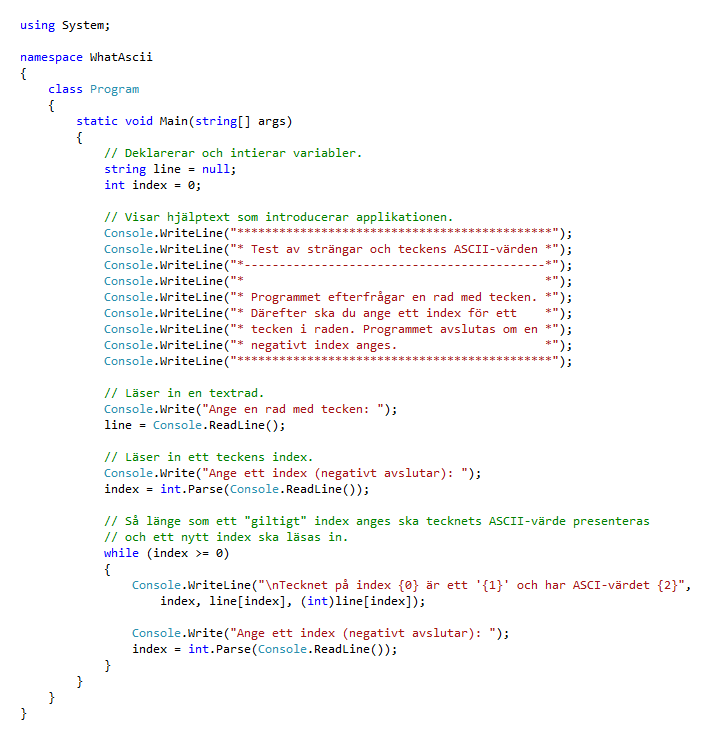 using System;

namespace WhatAscii
{
    class Program
    {
        static void Main(string[] args)
        {
            // Deklarerar och intierar variabler.
            string line = null;
            int index = 0;

            // Visar hjälptext som introducerar applikationen.
            Console.WriteLine("*********************************************");
            Console.WriteLine("* Test av strängar och teckens ASCII-värden *");
            Console.WriteLine("*-------------------------------------------*");
            Console.WriteLine("*                                           *");
            Console.WriteLine("* Programmet efterfrågar en rad med tecken. *");
            Console.WriteLine("* Därefter ska du ange ett index för ett    *");
            Console.WriteLine("* tecken i raden. Programmet avslutas om en *");
            Console.WriteLine("* negativt index anges.                     *");
            Console.WriteLine("*********************************************");

            // Läser in en textrad.
            Console.Write("Ange en rad med tecken: ");
            line = Console.ReadLine();

            // Läser in ett teckens index.
            Console.Write("Ange ett index (negativt avslutar): ");
            index = int.Parse(Console.ReadLine());

            // Så länge som ett "giltigt" index anges ska tecknets ASCII-värde presenteras
            // och ett nytt index ska läsas in.
            while (index >= 0)
            {
                Console.WriteLine("\nTecknet på index {0} är ett '{1}' och har ASCI-värdet {2}",
                    index, line[index], (int)line[index]);

                Console.Write("Ange ett index (negativt avslutar): ");
                index = int.Parse(Console.ReadLine());
            }
        }
    }
}